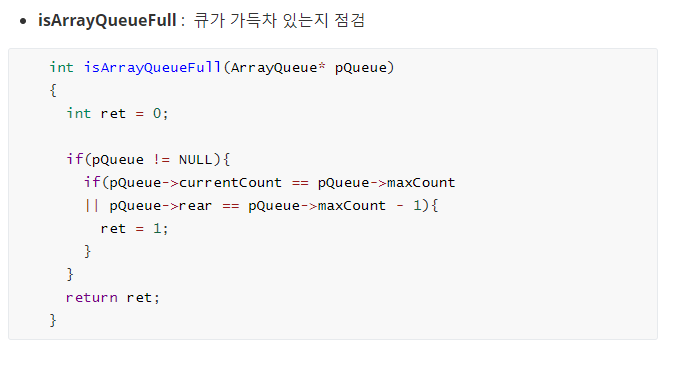 • isArrayQueueFull : 큐가 가득차 있는지 점검
int isArrayQueueFull(ArrayQueue* pQueue)
{
  int ret = 0;

  if(pQueue != NULL){
    if(pQueue->currentCount == pQueue->maxCount
    || pQueue->rear == pQueue->maxCount - 1){
      ret = 1;
    }
  }
  return ret;
}